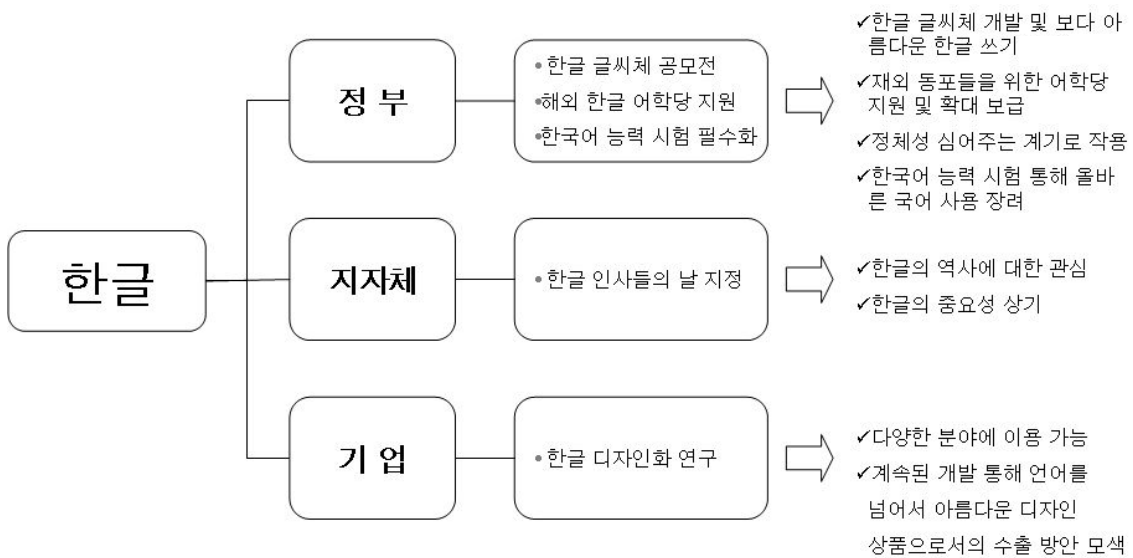 한글
정 부
• 한글 글씨체 공모전
•해외 한글 어학당 지원
•한국어 능력 시험 필수화
✓한글 글씨체 개발 및 보다 아
름다운 한글 쓰기
✓재외 동포들을 위한 어학당
지원 및 확대 보급
✓정체성 심어주는 계기로 작용
✓한국어 능력 시험 통해 올바
른 국어 사용 장려
지자체
• 한글 인사들의 날 지정
✓한글의 역사에 대한 관심
✓한글의 중요성 상기
기 업
• 한글 디자인화 연구
✓다양한 분야에 이용 가능
✓계속된 개발 통해 언어를
넘어서 아름다운 디자인
상품으로서의 수출 방안 모색